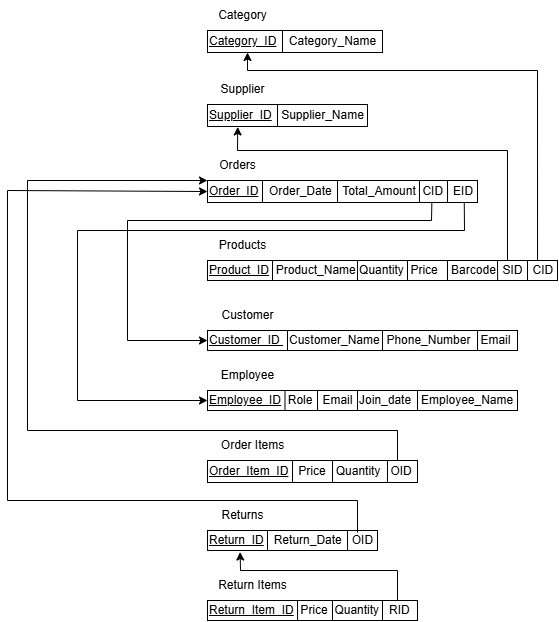 Category
Category_ID Category_Name
Supplier
Supplier_ID Supplier_Name
Orders
Order_ID Order_Date Total_Amount CID EID
Products
Product_ID Product_Name Quantity Price Barcode SID CID
Customer
Customer_ID Customer_Name Phone_Number Email
Employee
Employee_ID Role Email Join_date Employee_Name
Order Items
Order_Item_ID Price Quantity OID
Returns
Return_ID Return_Date OID
Return Items
Return_Item_ID Price Quantity RID